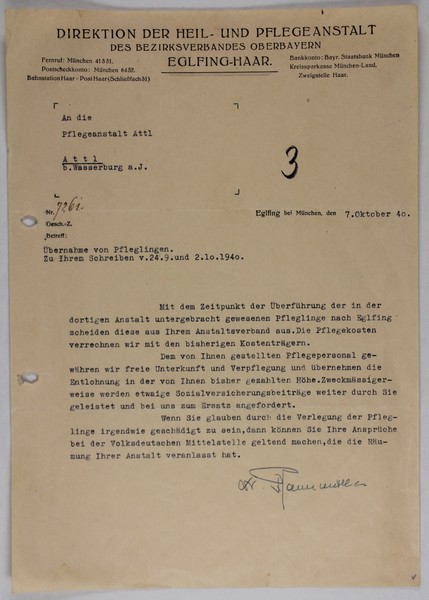 DIREKTION DER HEIL- UND PFLEGEANSTALT
DES BEZIRKSVERBANDES OBERBAYERN
EGLFING-HAAR.
Fernruf: München 41531.
Postscheckkonto: München 6432.
Bahnstation Haar - Post Haar (Schließfach 31)
Bankkonto: Bayr. Staatsbank München
Kreissparkasse München-Land,
Zweigstelle Haar.
An die
Pflegeanstalt Attl
Attl
b.Wasserburg a.J.
3
Nr. 7261.
Gesch.-Z.
Betreff:
Eglfing bei München, den 7.Oktober 4o.
Übernahme von Pfleglingen.
Zu Ihrem Schreiben v.24.9.und 2.1o.194o.
Mit dem Zeitpunkt der Überführung der in der
dortigen Anstalt untergebracht gewesenen Pfleglinge nach Eglfing
scheiden diese aus Ihrem Anstaltsverband aus.Die Pflegekosten
verrechnen wir mit den bisherigen Kostenträgern.
Dem von Ihnen gestellten Pflegepersonal ge-
währen wir freie Unterkunft und Verpflegung und übernehmen die
Entlohnung in der von Ihnen bisher gezahlten Höhe.Zweckmässiger-
weise werden etwaige Sozialversicherungsbeiträge weiter durch Sie
geleistet und bei uns zum Ersatz angefordert.
Wenn Sie glauben durch die Verlegung der Pfleg-
linge irgendwie geschädigt zu sein,dann können Sie Ihre Ansprüche
bei der Volksdeutschen Mittelstelle geltend machen,die die Räu-
mung Ihrer Anstalt veranlasst hat.
Dr. Pfannmüller